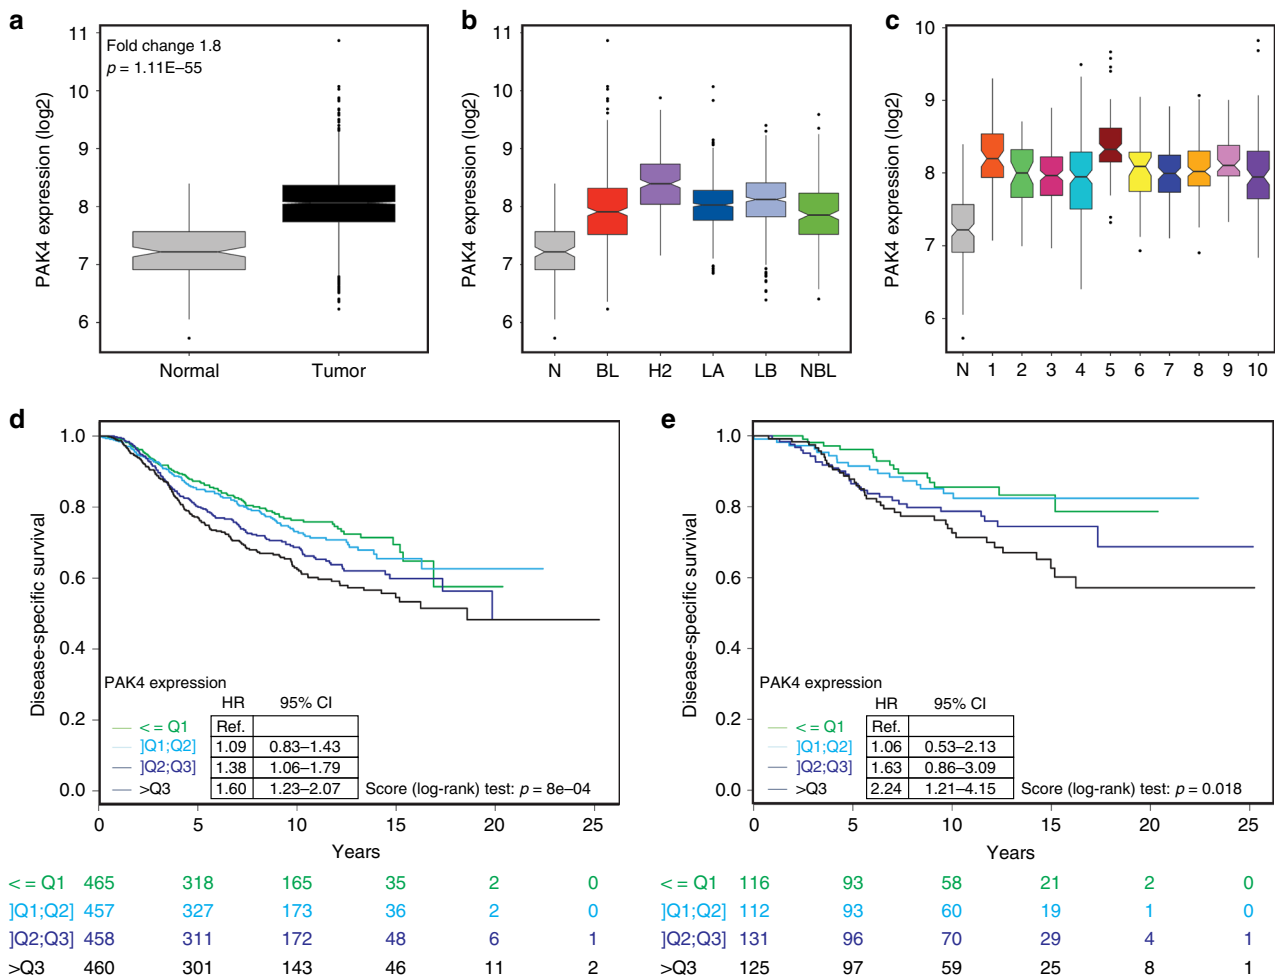 a
Fold change 1.8
p = 1.11E–55
PAK4 expression (log2)
11
10
9
8
7
6
Normal Tumor
b
PAK4 expression (log2)
11
10
9
8
7
6
N BL H2 LA LB NBL
c
PAK4 expression (log2)
10
9
8
7
6
N 1 2 3 4 5 6 7 8 9 10
d
Disease-specific survival
1.0
0.8
0.6
0.4
0.2
0.0
PAK4 expression
HR 95% CI
< = Q1 Ref.
]Q1;Q2] 1.09 0.83–1.43
]Q2;Q3] 1.38 1.06–1.79
>Q3 1.60 1.23–2.07
Score (log-rank) test: p = 8e–04
0 5 10 15 20 25
Years
< = Q1 465 318 165 35 2 0
]Q1;Q2] 457 327 173 36 2 0
]Q2;Q3] 458 311 172 48 6 1
>Q3 460 301 143 46 11 2
e
Disease-specific survival
1.0
0.8
0.6
0.4
0.2
0.0
PAK4 expression
HR 95% CI
< = Q1 Ref.
]Q1;Q2] 1.06 0.53–2.13
]Q2;Q3] 1.63 0.86–3.09
>Q3 2.24 1.21–4.15
Score (log-rank) test: p = 0.018
0 5 10 15 20 25
Years
< = Q1 116 93 58 21 2 0
]Q1;Q2] 112 93 60 19 1 0
]Q2;Q3] 131 96 70 29 4 1
>Q3 125 97 59 25 8 1